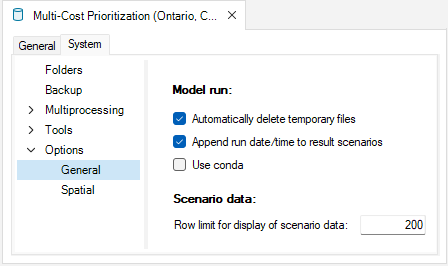 Multi-Cost Prioritization (Ontario, C...
General System
Folders
Backup
Multiprocessing
Tools
Options
General
Spatial
Model run:
Automatically delete temporary files
Append run date/time to result scenarios
Use conda
Scenario data:
Row limit for display of scenario data: 200